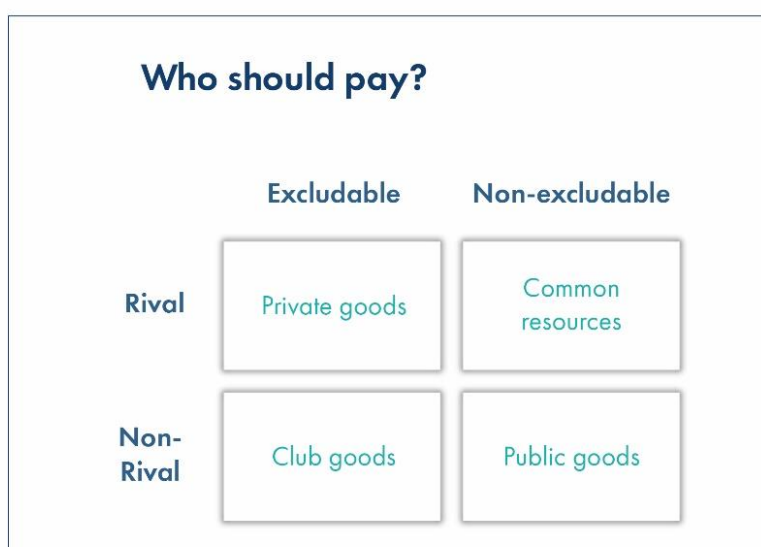 Who should pay?
Excludable Non-excludable
Rival Private goods Common
resources
Non-
Rival Club goods Public goods